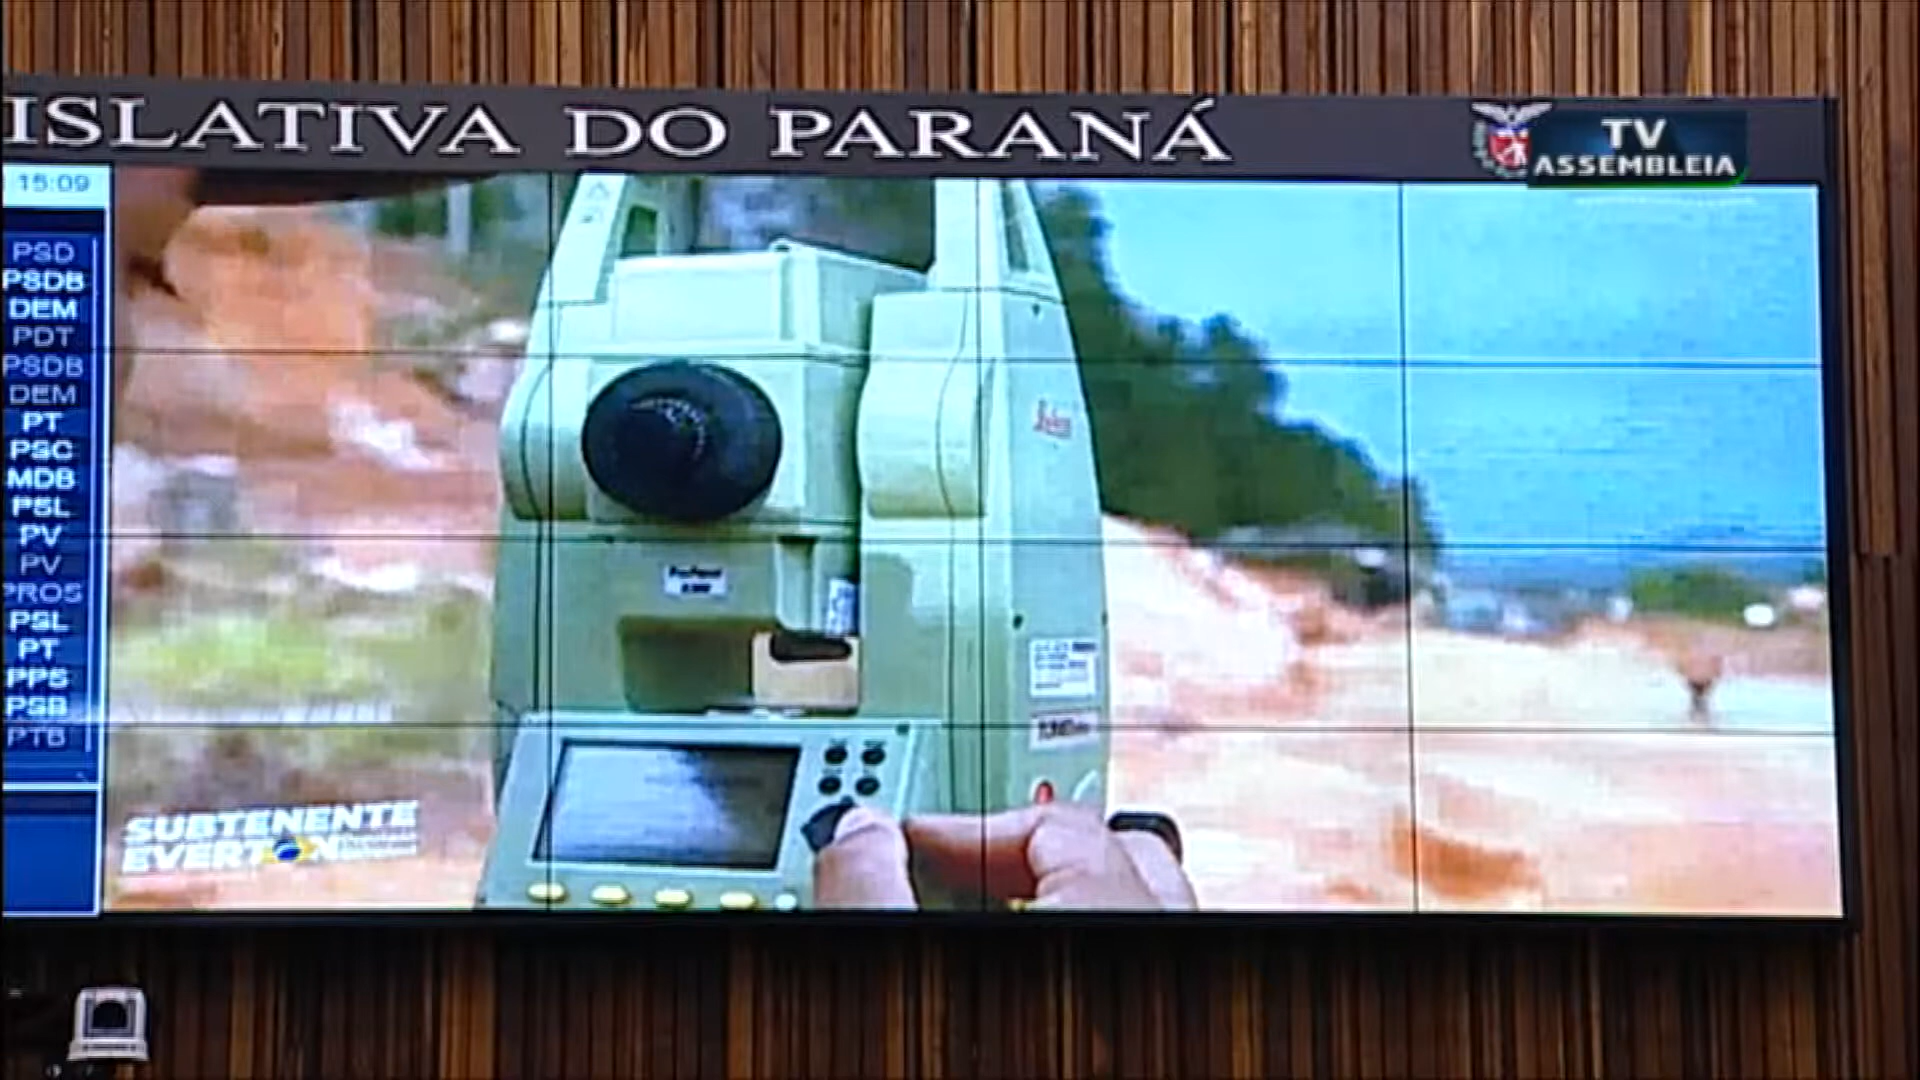 ISLATIVA DO PARANÁ
TV
ASSEMBLEIA
15:09
PSD
PSDB
DEM
PDT
PSDB
DEM
PT
PSC
MDB
PSL
PV
PV
PROS
PSL
PT
PPS
PSB
PTB
Leica
SUBTENENTE
EVERTON